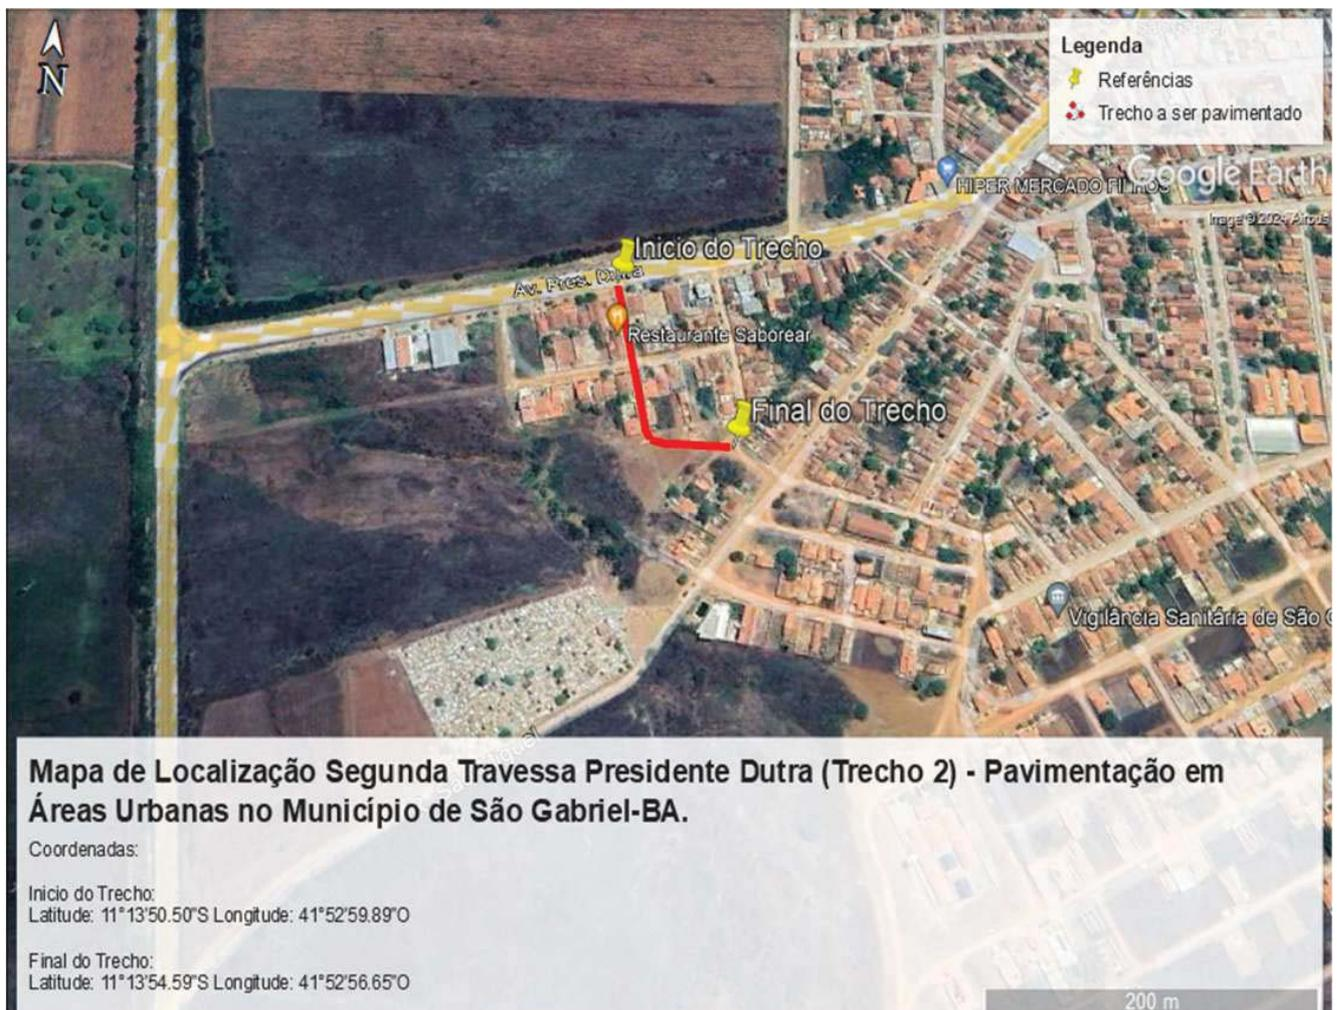 N
Legenda
Referências
Trecho a ser pavimentado
Google Earth
HIPER MERCADO FILHOS
Image © 2024 Airbus
Inicio do Trecho
Av. Pres. Dutra
Restaurante Saborear
Final do Trecho
Vigilância Sanitária de São
Mapa de Localização Segunda Travessa Presidente Dutra (Trecho 2) - Pavimentação em
Áreas Urbanas no Município de São Gabriel-BA.
Coordenadas:
Inicio do Trecho:
Latitude: 11°13'50.50"S Longitude: 41°52'59.89"O
Final do Trecho:
Latitude: 11°13'54.59"S Longitude: 41°52'56.65"O
200 m